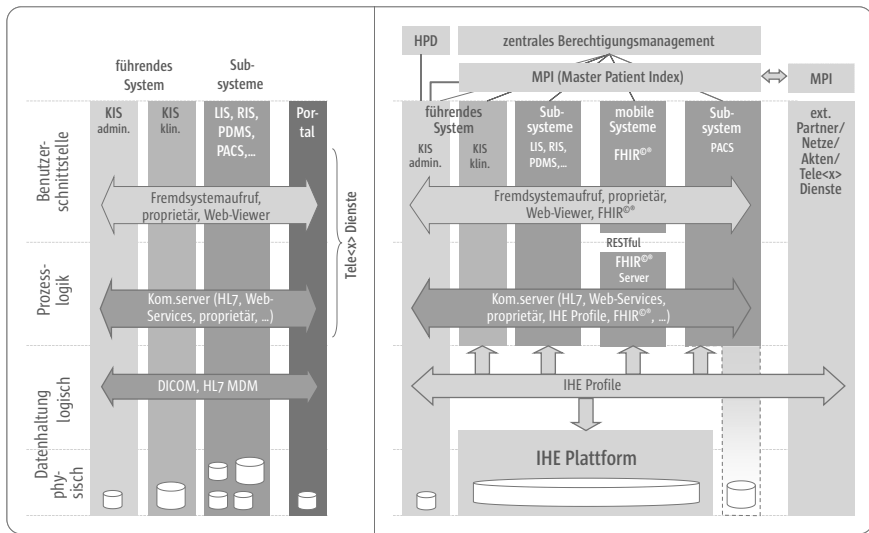 führendes
System
Sub-
systeme
KIS
admin.
KIS
klin.
LIS, RIS,
PDMS,
PACS,...
Por-
tal
Benutzer-
schnittstelle
Prozess-
logik
Datenhaltung
logisch
phy-
sisch
Fremdsystemaufruf,
proprietär, Web-Viewer
Kom.server (HL7, Web-
Services, proprietär, ...)
DICOM, HL7 MDM
Tele<x> Dienste
HPD
zentrales Berechtigungsmanagement
MPI (Master Patient Index)
MPI
führendes
System
KIS
admin.
KIS
klin.
Sub-
systeme
LIS, RIS,
PDMS,...
mobile
Systeme
FHIR©®
Sub-
system
PACS
ext.
Partner/
Netze/
Akten/
Tele<x>
Dienste
Fremdsystemaufruf, proprietär,
Web-Viewer, FHIR©®
RESTful
FHIR©®
Server
Kom.server (HL7, Web-Services,
proprietär, IHE Profile, FHIR©®, ...)
IHE Profile
IHE Plattform